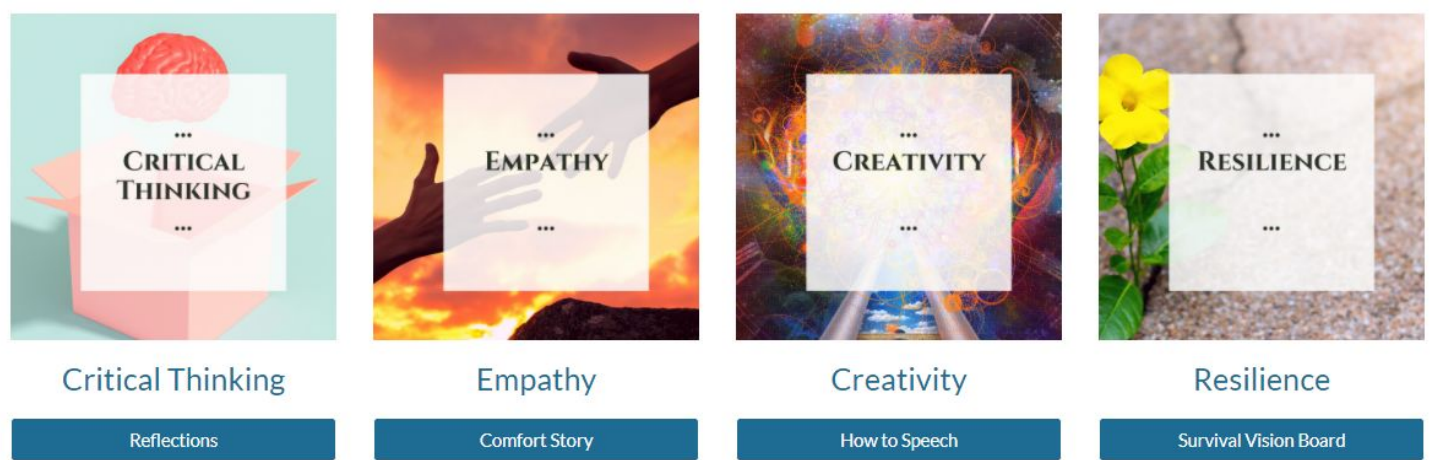 ...
CRITICAL
THINKING
...
...
EMPATHY
...
...
CREATIVITY
...
...
RESILIENCE
...
Critical Thinking
Empathy
Creativity
Resilience
Reflections
Comfort Story
How to Speech
Survival Vision Board